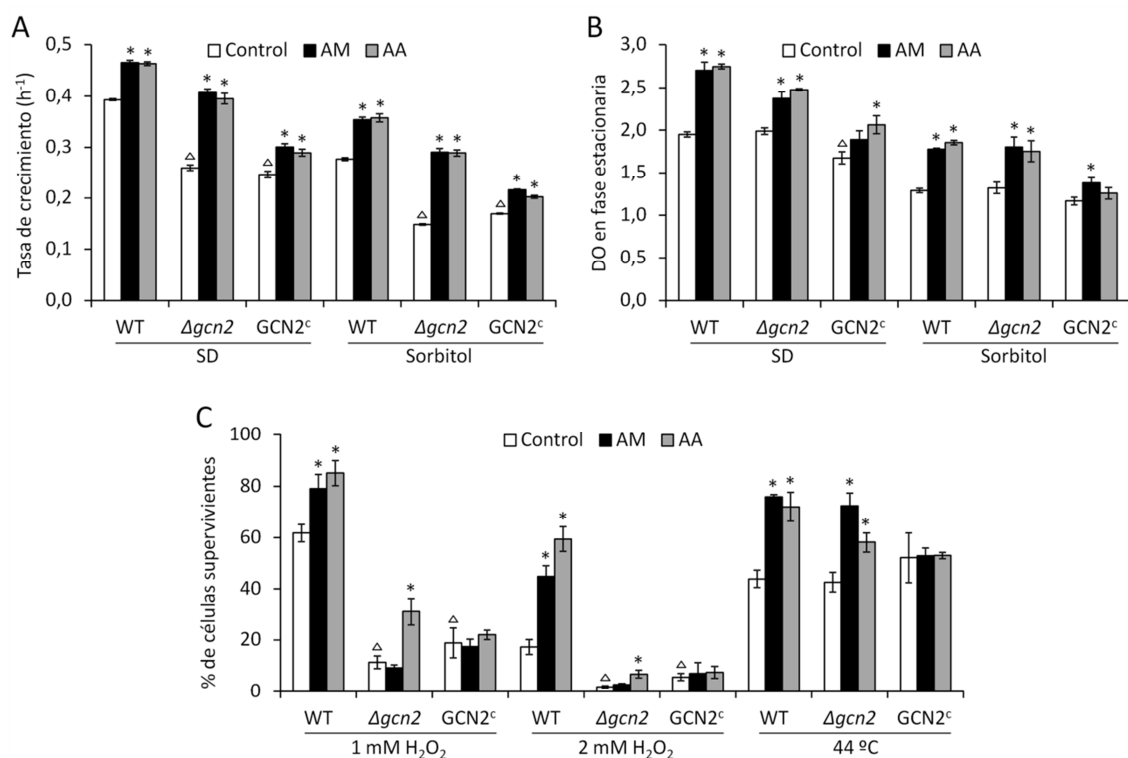 A
Tasa de crecimiento (h-1)
0,5
0,4
0,3
0,2
0,1
0,0
Control AM AA
* * * * * * * * * * * *
△ △ △ △
WT Δgcn2 GCN2c WT Δgcn2 GCN2c
SD Sorbitol
B
DO en fase estacionaria
3,0
2,5
2,0
1,5
1,0
0,5
0,0
Control AM AA
* * * * * * * * * *
△
WT Δgcn2 GCN2c WT Δgcn2 GCN2c
SD Sorbitol
C
% de células supervivientes
100
80
60
40
20
0
Control AM AA
* * * * * * * * * *
△ △ △ △
WT Δgcn2 GCN2c WT Δgcn2 GCN2c WT Δgcn2 GCN2c
1 mM H2O2 2 mM H2O2 44 ºC